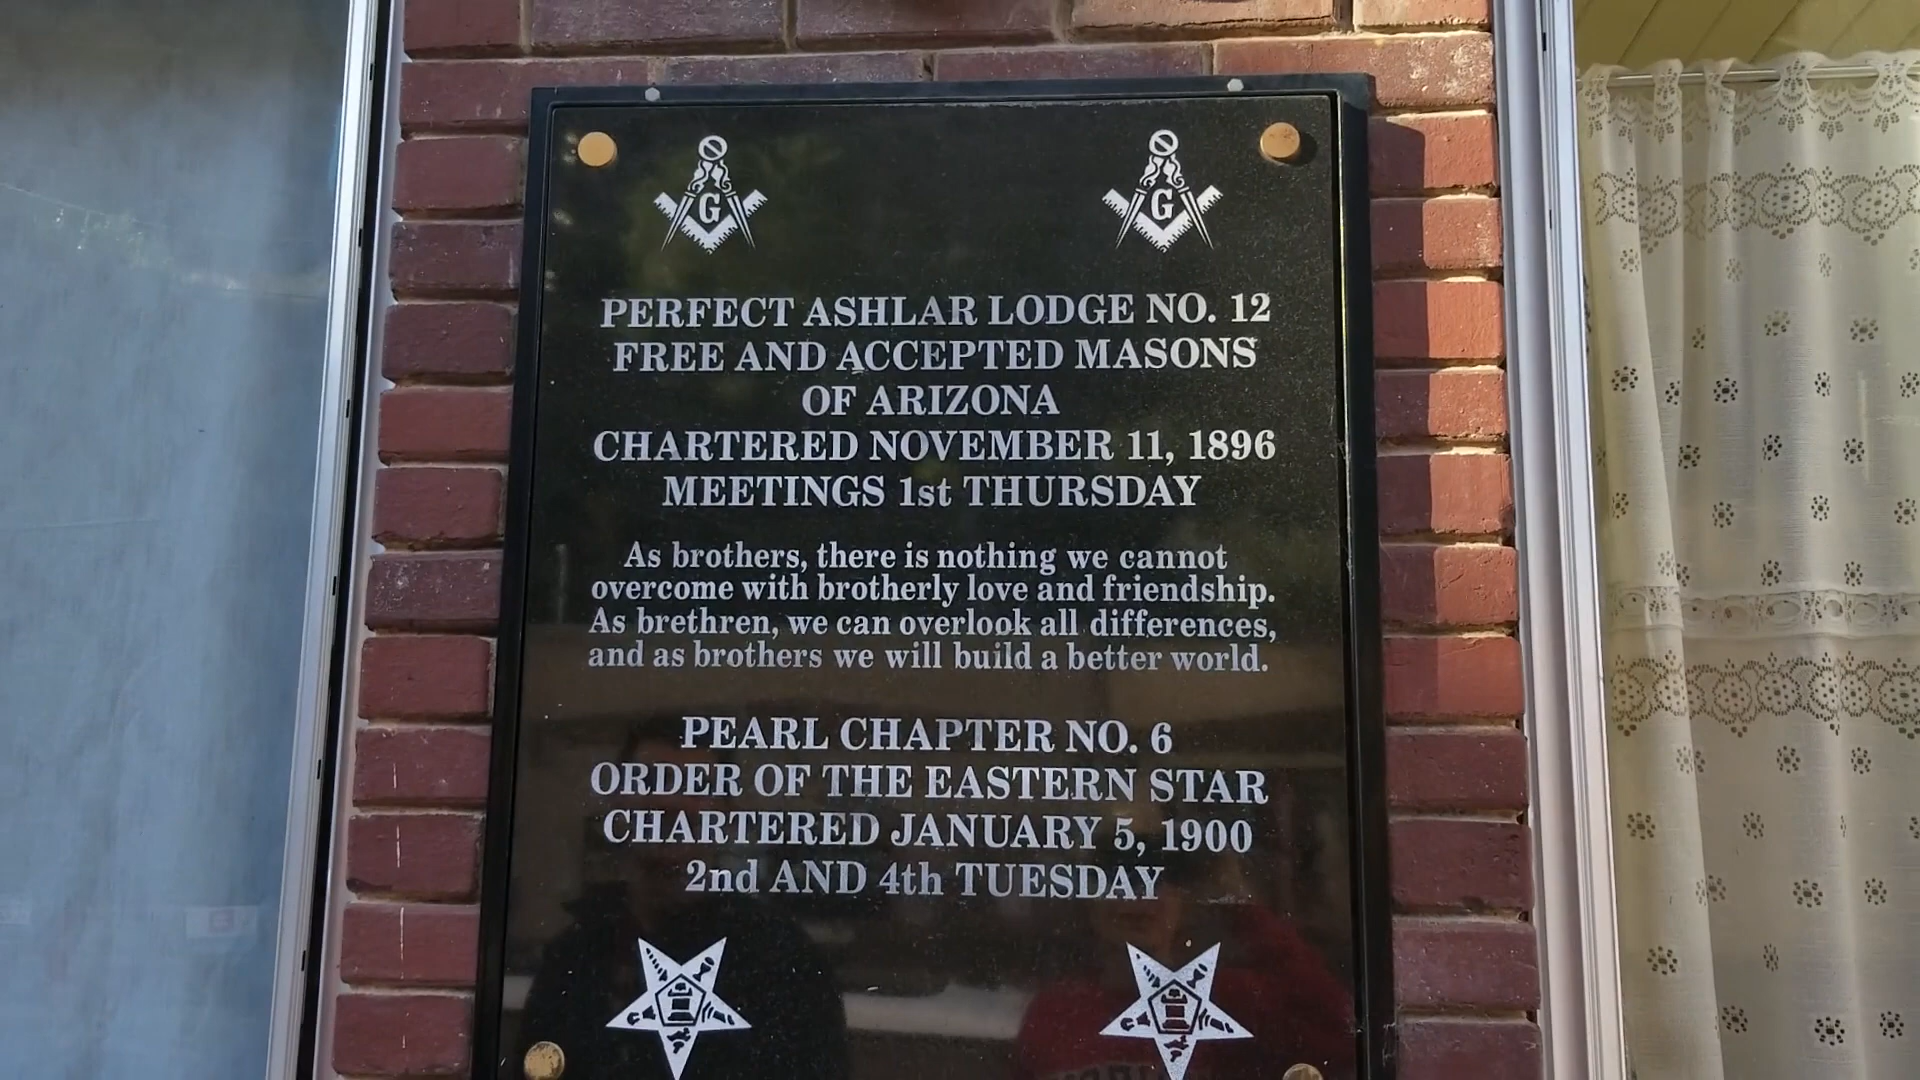 G G
PERFECT ASHLAR LODGE NO. 12
FREE AND ACCEPTED MASONS
OF ARIZONA
CHARTERED NOVEMBER 11, 1896
MEETINGS 1st THURSDAY
As brothers, there is nothing we cannot
overcome with brotherly love and friendship.
As brethren, we can overlook all differences,
and as brothers we will build a better world.
PEARL CHAPTER NO. 6
ORDER OF THE EASTERN STAR
CHARTERED JANUARY 5, 1900
2nd AND 4th TUESDAY